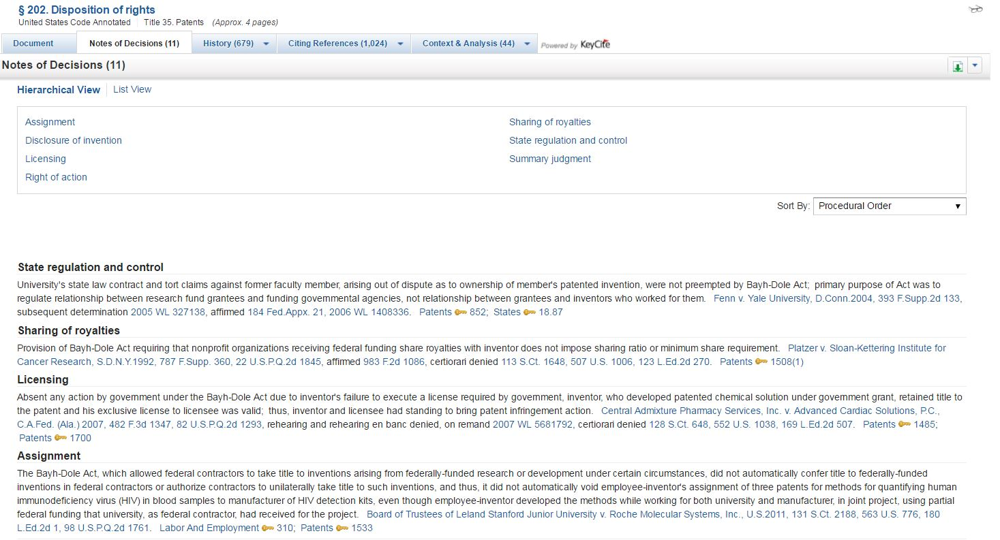 § 202. Disposition of rights
United States Code Annotated Title 35. Patents (Approx. 4 pages)
Document Notes of Decisions (11) History (679) Citing References (1,024) Context & Analysis (44) Powered by KeyCite
Notes of Decisions (11)
Hierarchical View List View
Assignment
Disclosure of invention
Licensing
Right of action
Sharing of royalties
State regulation and control
Summary judgment
Sort By: Procedural Order
State regulation and control
University's state law contract and tort claims against former faculty member, arising out of dispute as to ownership of member's patented invention, were not preempted by Bayh-Dole Act; primary purpose of Act was to
regulate relationship between research fund grantees and funding governmental agencies, not relationship between grantees and inventors who worked for them. Fenn v. Yale University, D.Conn.2004, 393 F.Supp.2d 133,
subsequent determination 2005 WL 327138, affirmed 184 Fed.Appx. 21, 2006 WL 1408336. Patents 852; States 18.87
Sharing of royalties
Provision of Bayh-Dole Act requiring that nonprofit organizations receiving federal funding share royalties with inventor does not impose sharing ratio or minimum share requirement. Platzer v. Sloan-Kettering Institute for
Cancer Research, S.D.N.Y.1992, 787 F.Supp. 360, 22 U.S.P.Q.2d 1845, affirmed 983 F.2d 1086, certiorari denied 113 S.Ct. 1648, 507 U.S. 1006, 123 L.Ed.2d 270. Patents 1508(1)
Licensing
Absent any action by government under the Bayh-Dole Act due to inventor's failure to execute a license required by government, inventor, who developed patented chemical solution under government grant, retained title to
the patent and his exclusive license to licensee was valid; thus, inventor and licensee had standing to bring patent infringement action. Central Admixture Pharmacy Services, Inc. v. Advanced Cardiac Solutions, P.C.,
C.A.Fed. (Ala.) 2007, 482 F.3d 1347, 82 U.S.P.Q.2d 1293, rehearing and rehearing en banc denied, on remand 2007 WL 5681792, certiorari denied 128 S.Ct. 648, 552 U.S. 1038, 169 L.Ed.2d 507. Patents 1485;
Patents 1700
Assignment
The Bayh-Dole Act, which allowed federal contractors to take title to inventions arising from federally-funded research or development under certain circumstances, did not automatically confer title to federally-funded
inventions in federal contractors or authorize contractors to unilaterally take title to such inventions, and thus, it did not automatically void employee-inventor's assignment of three patents for methods for quantifying human
immunodeficiency virus (HIV) in blood samples to manufacturer of HIV detection kits, even though employee-inventor developed the methods while working for both university and manufacturer, in joint project, using partial
federal funding that university, as federal contractor, had received for the project. Board of Trustees of Leland Stanford Junior University v. Roche Molecular Systems, Inc., U.S.2011, 131 S.Ct. 2188, 563 U.S. 776, 180
L.Ed.2d 1, 98 U.S.P.Q.2d 1761. Labor And Employment 310; Patents 1533